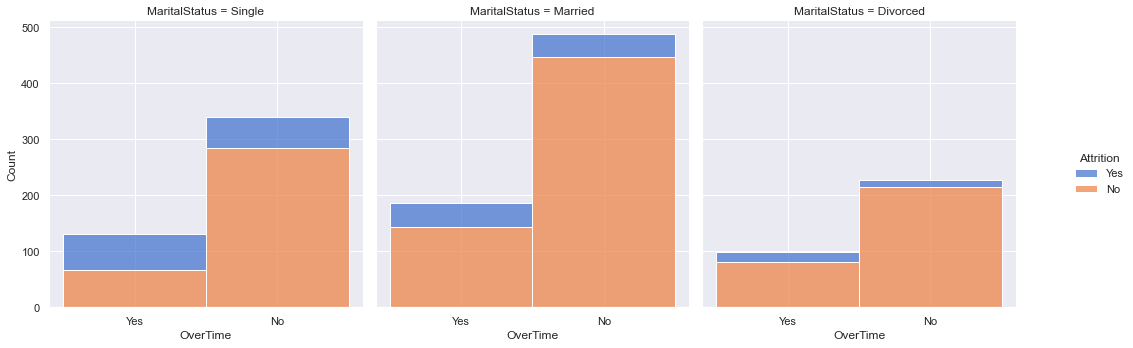 MaritalStatus = Single
MaritalStatus = Married
MaritalStatus = Divorced
500
400
300
200
100
0
Count
Yes
No
OverTime
Yes
No
OverTime
Yes
No
OverTime
Attrition
Yes
No